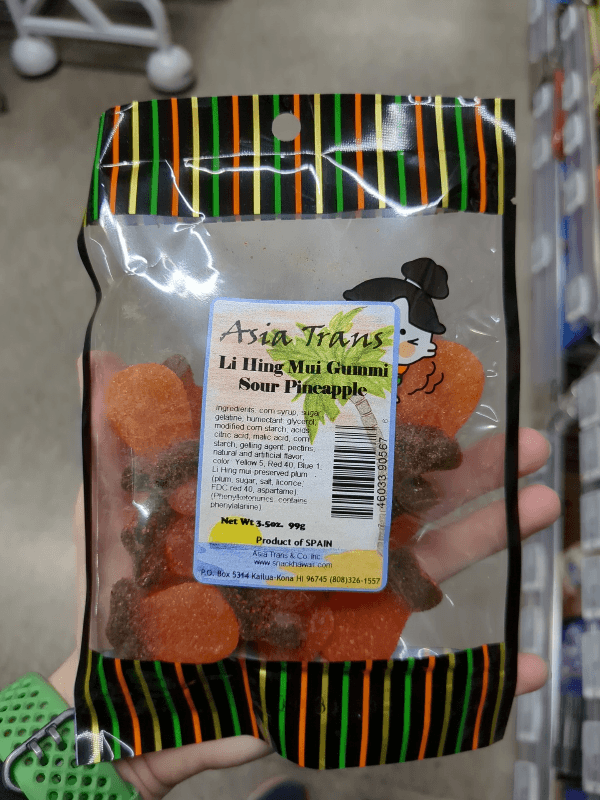 Asia Trans
Li Hing Mui Gummi
Sour Pineapple
Ingredients: corn syrup, sugar,
gelatine, humectant: glycerol,
modified corn starch, acids
citric acid, malic acid, corn
starch, gelling agent: pectins,
natural and artificial flavor,
color: Yellow 5, Red 40, Blue 1,
Li Hing mui preserved plum
(plum, sugar, salt, licorice,
FDC red 40, aspartame)
(Phenylketonurics: contains
phenylalanine)
46033 90567
Net Wt 3.5oz. 99g
Product of SPAIN
Asia Trans & Co. Inc
www.snackhawaii.com
P.O. Box 5314 Kailua-Kona HI 96745 (808)326-1557